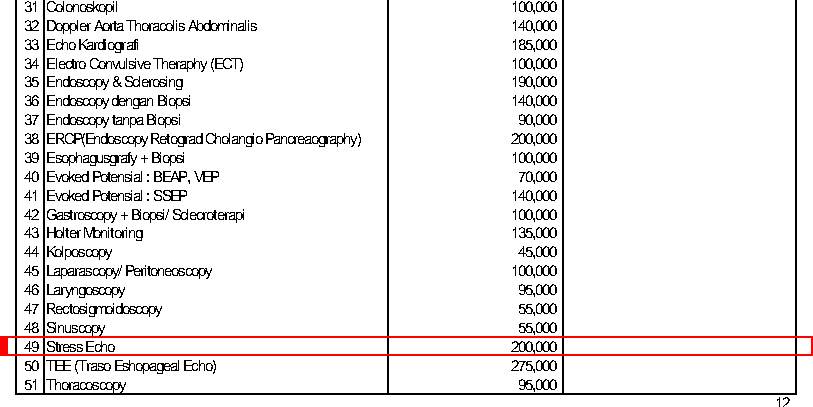 31 Colonoskopil 100,000
32 Doppler Aorta Thoracolis Abdominalis 140,000
33 Echo Kardiografi 185,000
34 Electro Convulsive Theraphy (ECT) 100,000
35 Endoscopy & Sclerosing 190,000
36 Endoscopy dengan Biopsi 140,000
37 Endoscopy tanpa Biopsi 90,000
38 ERCP(Endoscopy Retograd Cholangio Pancreaography) 200,000
39 Esophagusgrafy + Biopsi 100,000
40 Evoked Potensial : BEAP, VEP 70,000
41 Evoked Potensial : SSEP 140,000
42 Gastroscopy + Biopsi/ Sclecroterapi 100,000
43 Holter Monitoring 135,000
44 Kolposcopy 45,000
45 Laparascopy/ Peritoneoscopy 100,000
46 Laryngoscopy 95,000
47 Rectosigmoidoscopy 55,000
48 Sinuscopy 55,000
49 Stress Echo 200,000
50 TEE (Traso Eshopageal Echo) 275,000
51 Thoracoscopy 95,000
12